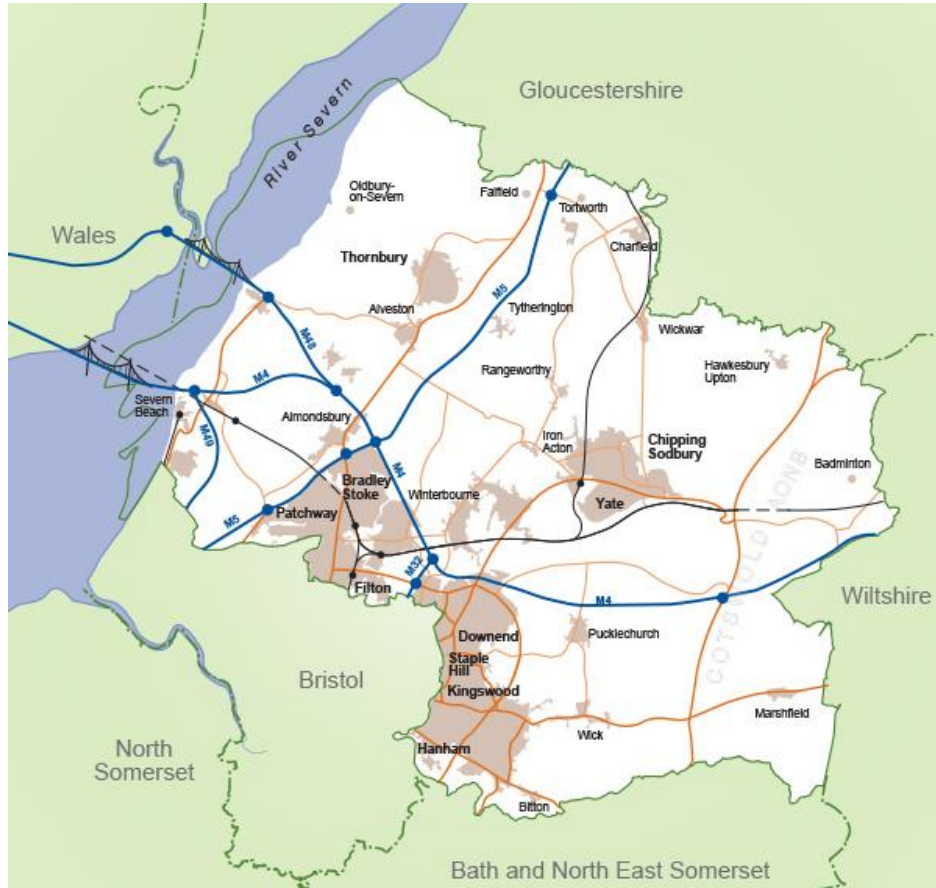 Gloucestershire
River Severn
Oldbury-
on-Severn
Falfield
Tortworth
Wales
Charfield
Thornbury
M5
Alveston
Tytherington
Wickwar
M48
Rangeworthy
Hawkesbury
Upton
M4
Severn
Beach
Almondsbury
M49
Iron
Acton
Chipping
Sodbury
Badminton
M4
Bradley
Stoke
Winterbourne
Yate
Patchway
M5
COTSWOLD AONB
M32
Filton
M4
Wiltshire
Downend
Pucklechurch
Staple
Hill
Bristol
Kingswood
Marshfield
Wick
North
Somerset
Hanham
Bitton
Bath and North East Somerset